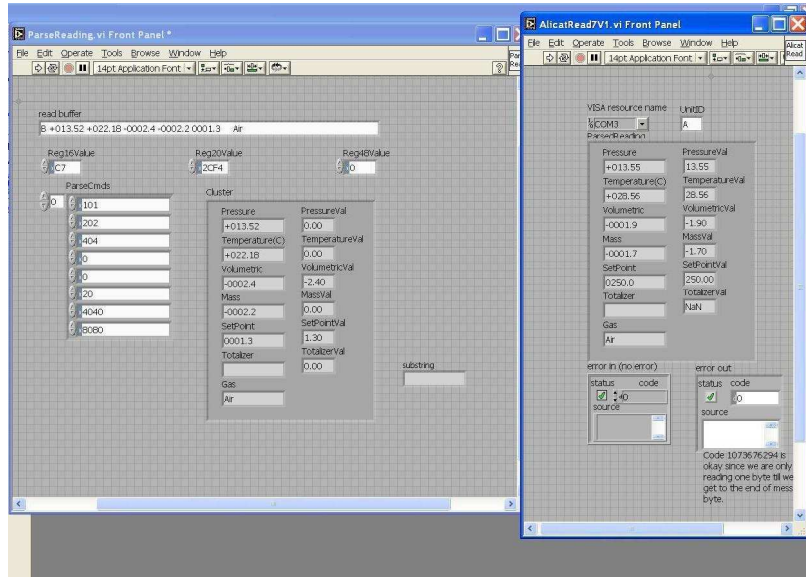 ParseReading.vi Front Panel *
File Edit Operate Tools Browse Window Help
14pt Application Font
read buffer
B +013.52 +022.18 -0002.4 -0002.2 0001.3 Air
Reg16Value
C7
Reg20Value
2CF4
Reg48Value
0
ParseCmds
0
101
202
404
0
0
20
4040
8080
Cluster
Pressure
+013.52
Temperature(C)
+022.18
Volumetric
-0002.4
Mass
-0002.2
SetPoint
0001.3
Totalizer
Gas
Air
PressureVal
0.00
TemperatureVal
0.00
VolumetricVal
-2.40
MassVal
0.00
SetPointVal
1.30
TotalizerVal
0.00
substring
AlicatRead7V1.vi Front Panel
File Edit Operate Tools Browse Window Help
14pt Application Font
Alicat
Read
VISA resource name
COM3
UnitID
A
ParsedReading
Pressure
+013.55
Temperature(C)
+028.56
Volumetric
-0001.9
Mass
-0001.7
SetPoint
0250.0
Totalizer
Gas
Air
PressureVal
13.55
TemperatureVal
28.56
VolumetricVal
-1.90
MassVal
-1.70
SetPointVal
250.00
TotalizerVal
NaN
error in (no error)
status code
0
source
error out
status code
0
source
Code 1073676294 is
okay since we are only
reading one byte till we
get to the end of mess
byte.